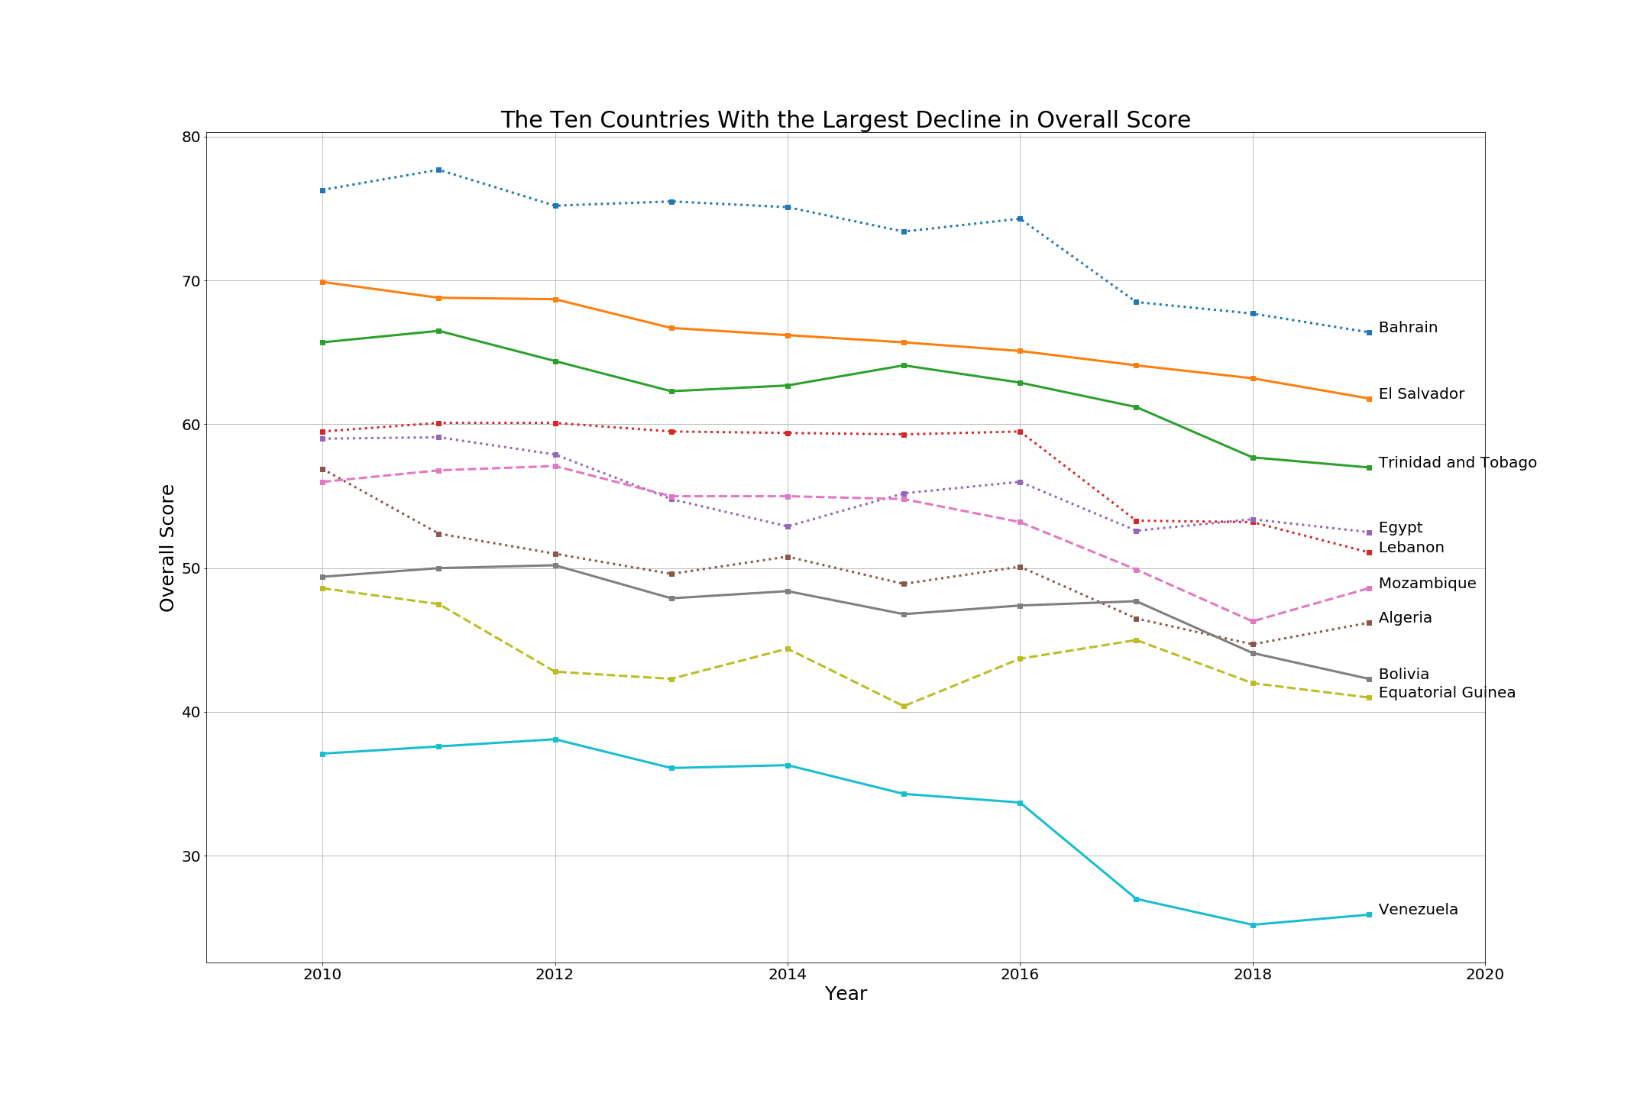 The Ten Countries With the Largest Decline in Overall Score
80
70
60
50
40
30
Overall Score
Bahrain
El Salvador
Trinidad and Tobago
Egypt
Lebanon
Mozambique
Algeria
Bolivia
Equatorial Guinea
Venezuela
2010 2012 2014 2016 2018 2020
Year